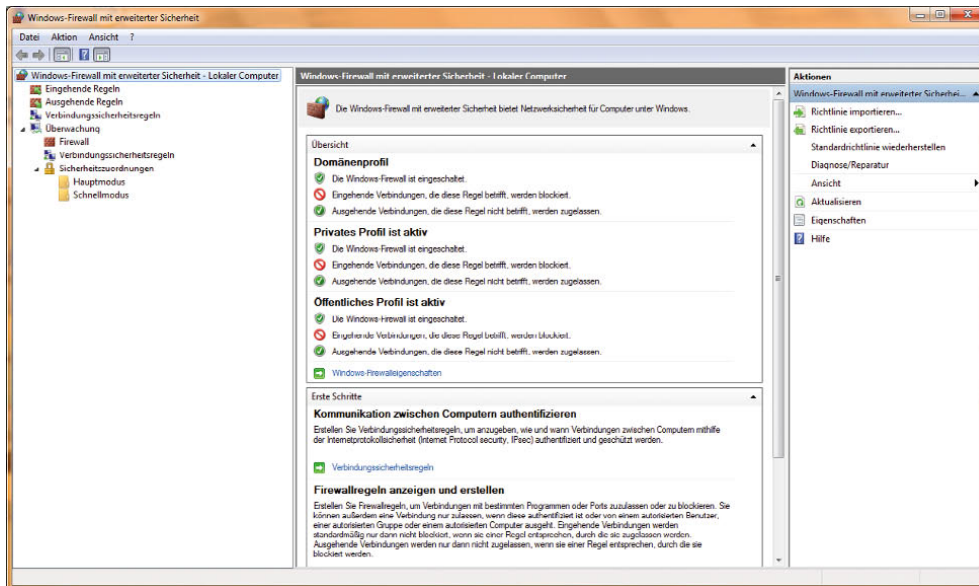 Windows-Firewall mit erweiterter Sicherheit
Datei Aktion Ansicht ?
Windows-Firewall mit erweiterter Sicherheit - Lokaler Computer
Eingehende Regeln
Ausgehende Regeln
Verbindungssicherheitsregeln
Überwachung
Firewall
Verbindungssicherheitsregeln
Sicherheitszuordnungen
Hauptmodus
Schnellmodus
Windows-Firewall mit erweiterter Sicherheit - Lokaler Computer
Die Windows-Firewall mit erweiterter Sicherheit bietet Netzwerksicherheit für Computer unter Windows.
Übersicht
Domänenprofil
Die Windows-Firewall ist eingeschaltet.
Eingehende Verbindungen, die diese Regel betrifft, werden blockiert.
Ausgehende Verbindungen, die diese Regel nicht betrifft, werden zugelassen.
Privates Profil ist aktiv
Die Windows-Firewall ist eingeschaltet.
Eingehende Verbindungen, die diese Regel betrifft, werden blockiert.
Ausgehende Verbindungen, die diese Regel nicht betrifft, werden zugelassen.
Öffentliches Profil ist aktiv
Die Windows-Firewall ist eingeschaltet.
Eingehende Verbindungen, die diese Regel betrifft, werden blockiert.
Ausgehende Verbindungen, die diese Regel nicht betrifft, werden zugelassen.
Windows-Firewalleigenschaften
Erste Schritte
Kommunikation zwischen Computern authentifizieren
Erstellen Sie Verbindungssicherheitsregeln, um anzugeben, wie und wann Verbindungen zwischen Computern mithilfe
der Internetprotokollsicherheit (Internet Protocol security, IPsec) authentifiziert und geschützt werden.
Verbindungssicherheitsregeln
Firewallregeln anzeigen und erstellen
Erstellen Sie Firewallregeln, um Verbindungen mit bestimmten Programmen oder Ports zuzulassen oder zu blockieren. Sie
können außerdem eine Verbindung nur zulassen, wenn diese authentifiziert ist oder von einem autorisierten Benutzer,
einer autorisierten Gruppe oder einem autorisierten Computer ausgeht. Eingehende Verbindungen werden
standardmäßig nur dann nicht blockiert, wenn sie einer Regel entsprechen, durch die sie zugelassen werden.
Ausgehende Verbindungen werden nur dann nicht zugelassen, wenn sie einer Regel entsprechen, durch die sie
blockiert werden.
Aktionen
Windows-Firewall mit erweiterter Sicherhei...
Richtlinie importieren...
Richtlinie exportieren...
Standardrichtlinie wiederherstellen
Diagnose/Reparatur
Ansicht
Aktualisieren
Eigenschaften
Hilfe